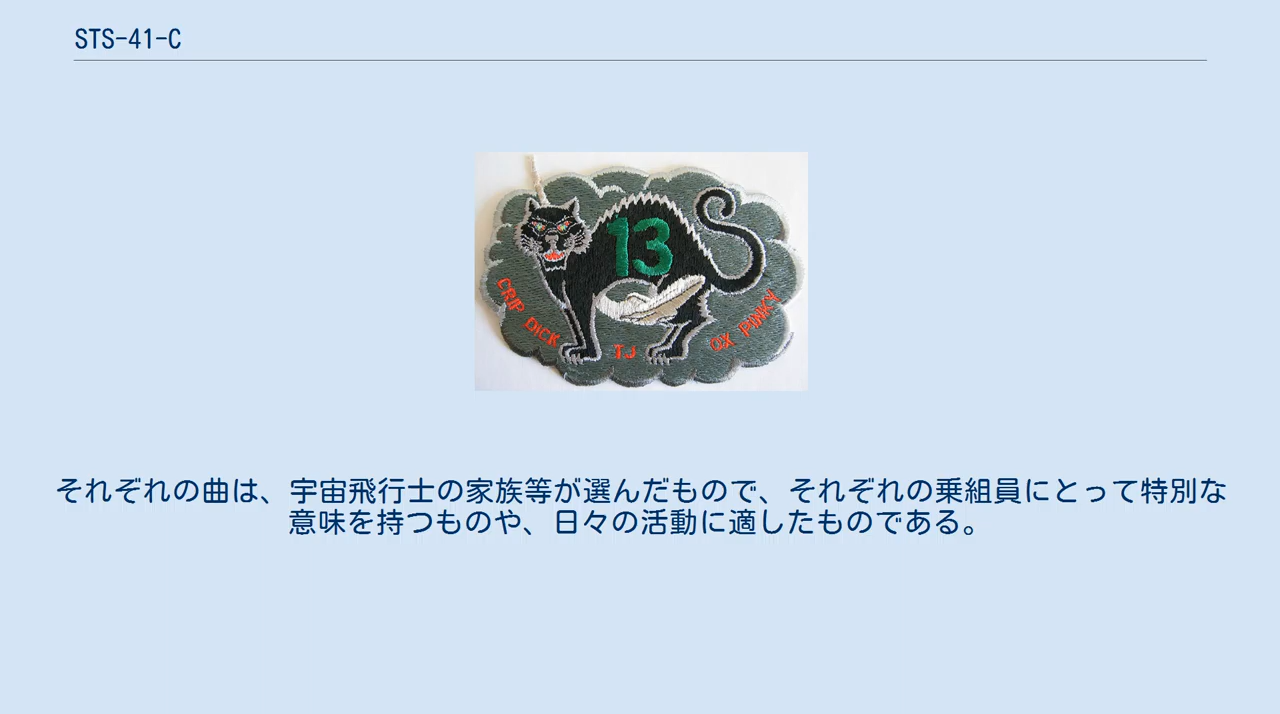 STS-41-C
13
CRIP DICK
TJ
OX PINKY
それぞれの曲は、宇宙飛行士の家族等が選んだもので、それぞれの乗組員にとって特別な
意味を持つものや、日々の活動に適したものである。